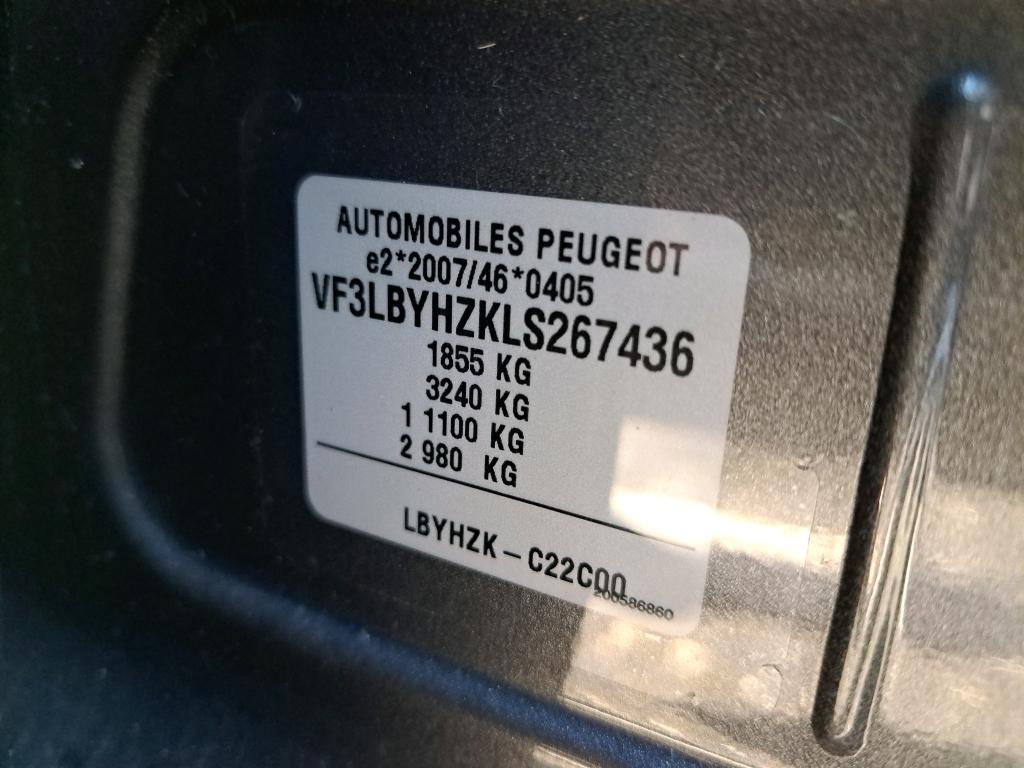 AUTOMOBILES PEUGEOT
e2*2007/46*0405
VF3LBYHZKLS267436
1855 KG
3240 KG
1 1100 KG
2 980 KG
LBYHZK – C22C00
200586860